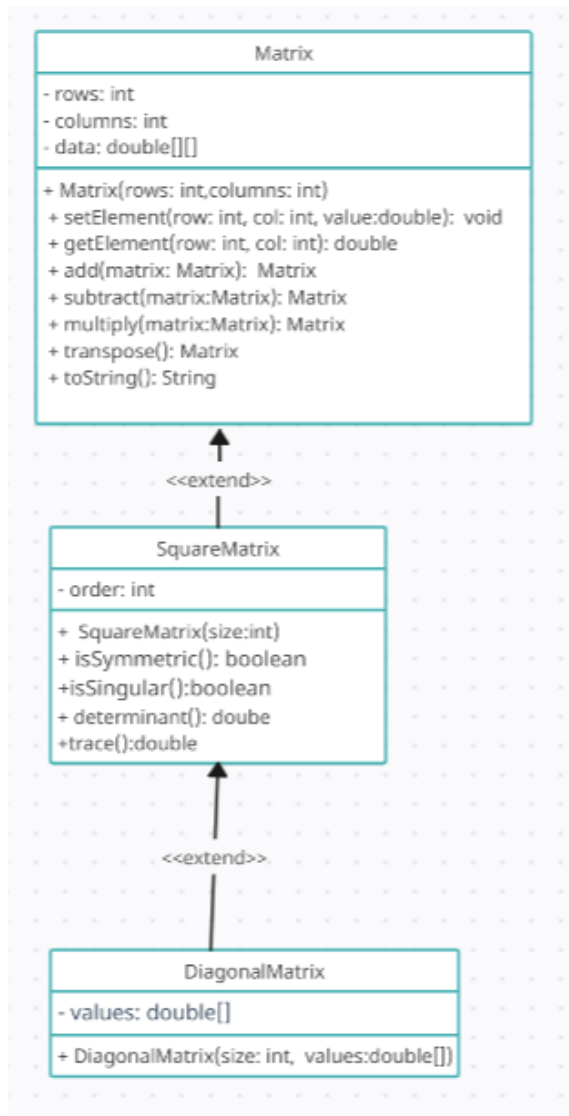 Matrix
- rows: int
- columns: int
- data: double[][]
+ Matrix(rows: int,columns: int)
+ setElement(row: int, col: int, value:double):  void
+ getElement(row: int, col: int): double
+ add(matrix: Matrix):  Matrix
+ subtract(matrix:Matrix): Matrix
+ multiply(matrix:Matrix): Matrix
+ transpose(): Matrix
+ toString(): String
<<extend>>
SquareMatrix
- order: int
+  SquareMatrix(size:int)
+ isSymmetric(): boolean
+isSingular():boolean
+ determinant(): doube
+trace():double
<<extend>>
DiagonalMatrix
- values: double[]
+ DiagonalMatrix(size: int,  values:double[])